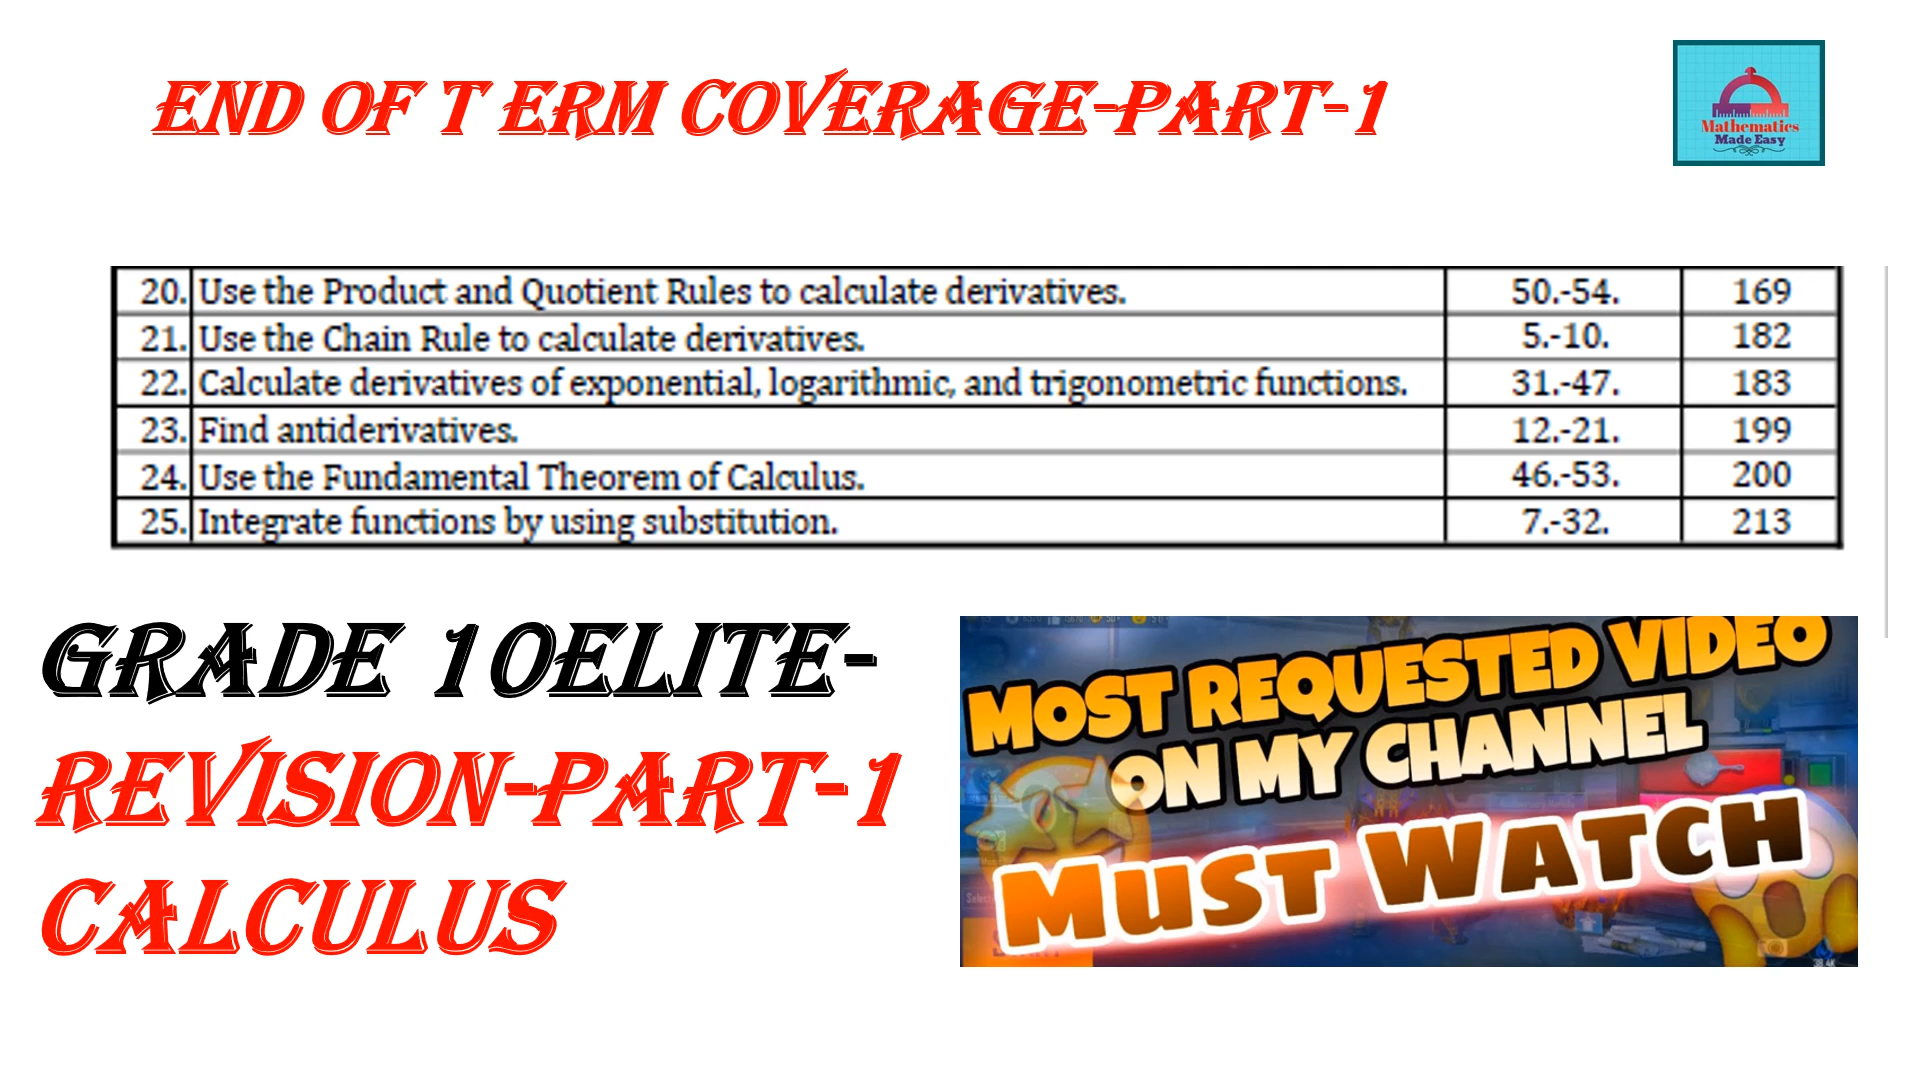 END OF T ERM COVERAGE-PART-1
Mathematics
Made Easy
20. Use the Product and Quotient Rules to calculate derivatives. 50.-54. 169
21. Use the Chain Rule to calculate derivatives. 5.-10. 182
22. Calculate derivatives of exponential, logarithmic, and trigonometric functions. 31.-47. 183
23. Find antiderivatives. 12.-21. 199
24. Use the Fundamental Theorem of Calculus. 46.-53. 200
25. Integrate functions by using substitution. 7.-32. 213
GRADE 10ELITE-
REVISION-PART-1
CALCULUS
MOST REQUESTED VIDEO
ON MY CHANNEL
MUST WATCH